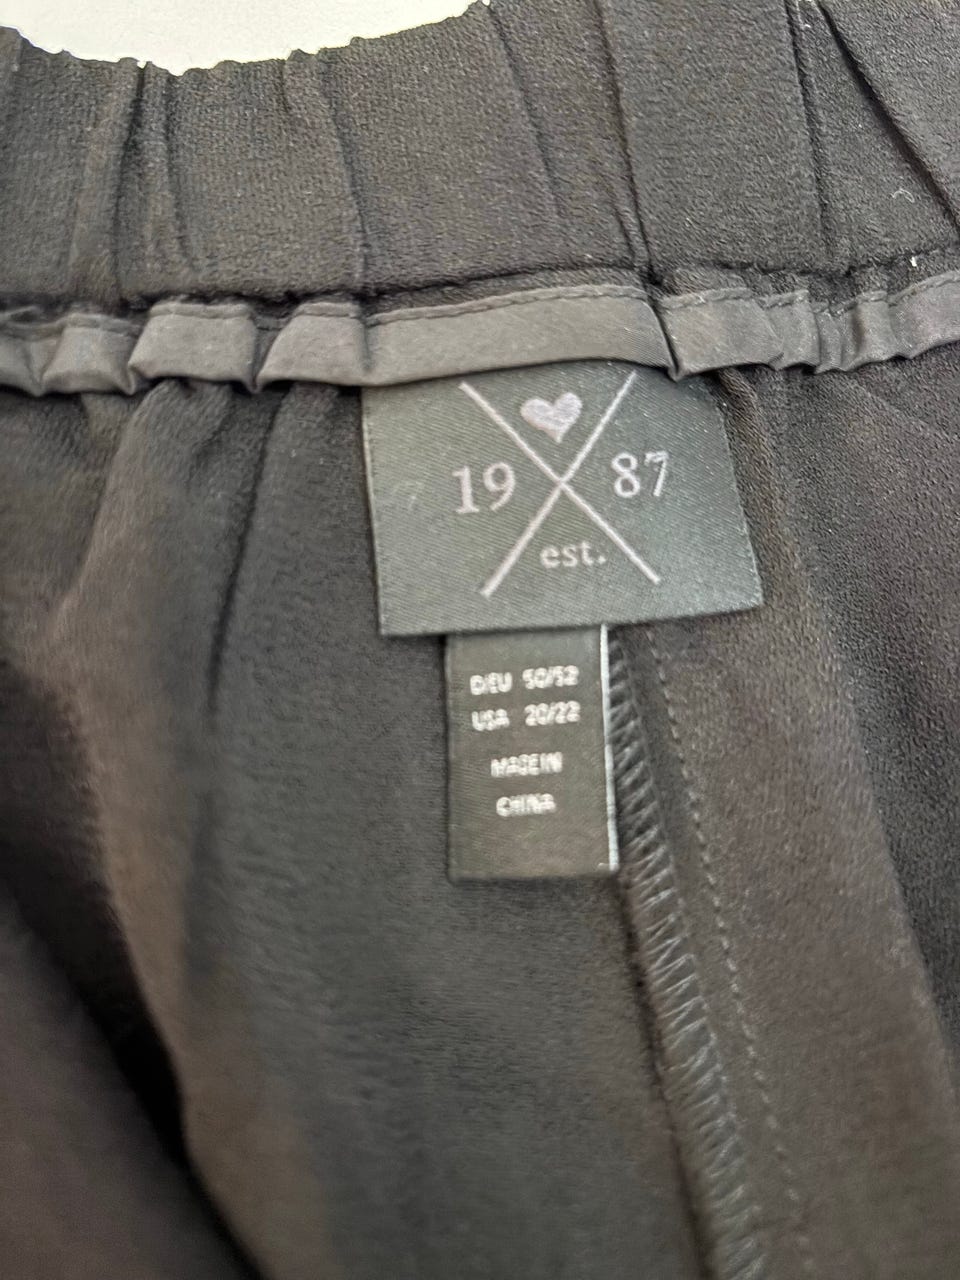 19 87
est.
D/EU 50/52
USA 20/22
MADE IN
CHINA